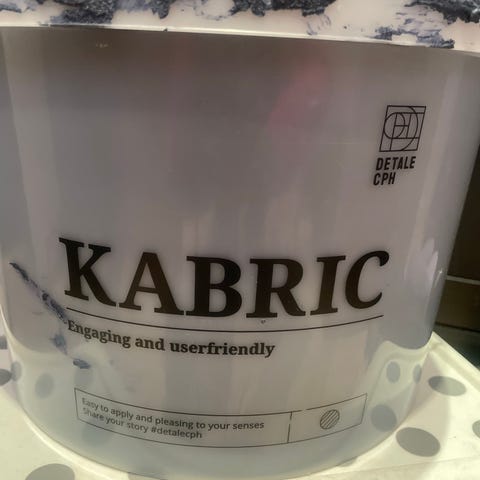 DETALE
CPH
KABRIC
Engaging and userfriendly
Easy to apply and pleasing to your senses
Share your story #detalecph